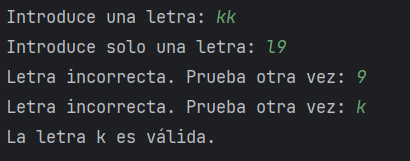 Introduce una letra: kk
Introduce solo una letra: l9
Letra incorrecta. Prueba otra vez: 9
Letra incorrecta. Prueba otra vez: k
La letra k es válida.